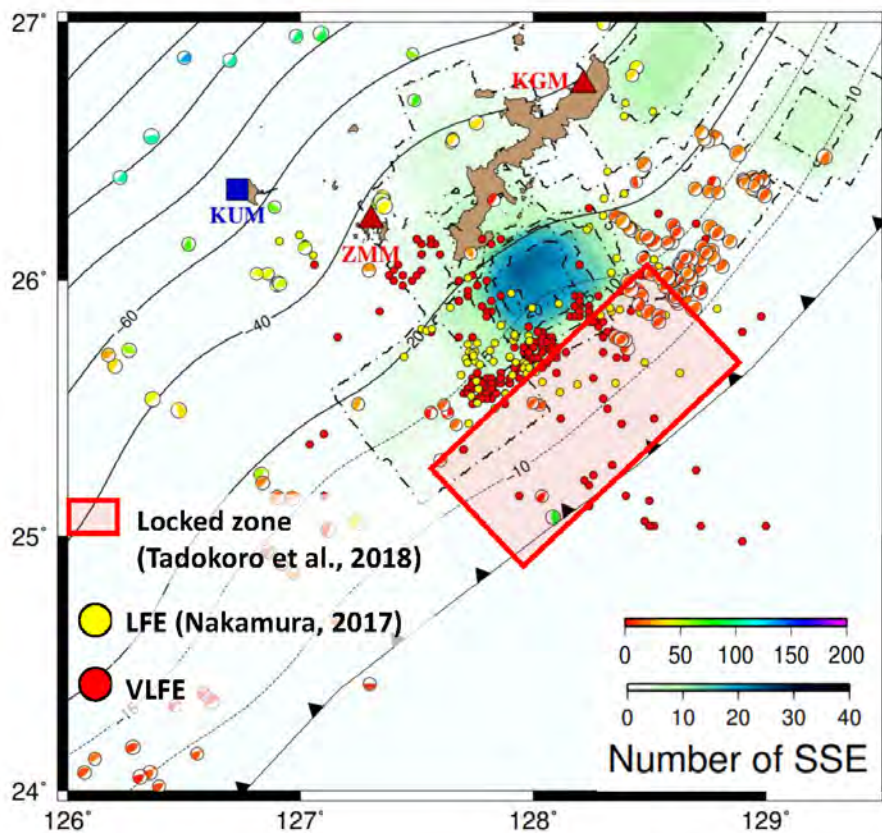 27°
KGM
-10
KUM
ZMM
26°
-60
-40
20
-10
25°
Locked zone
(Tadokoro et al., 2018)
LFE (Nakamura, 2017)
VLFE
0 50 100 150 200
0 10 20 30 40
Number of SSE
24°
126° 127° 128° 129°